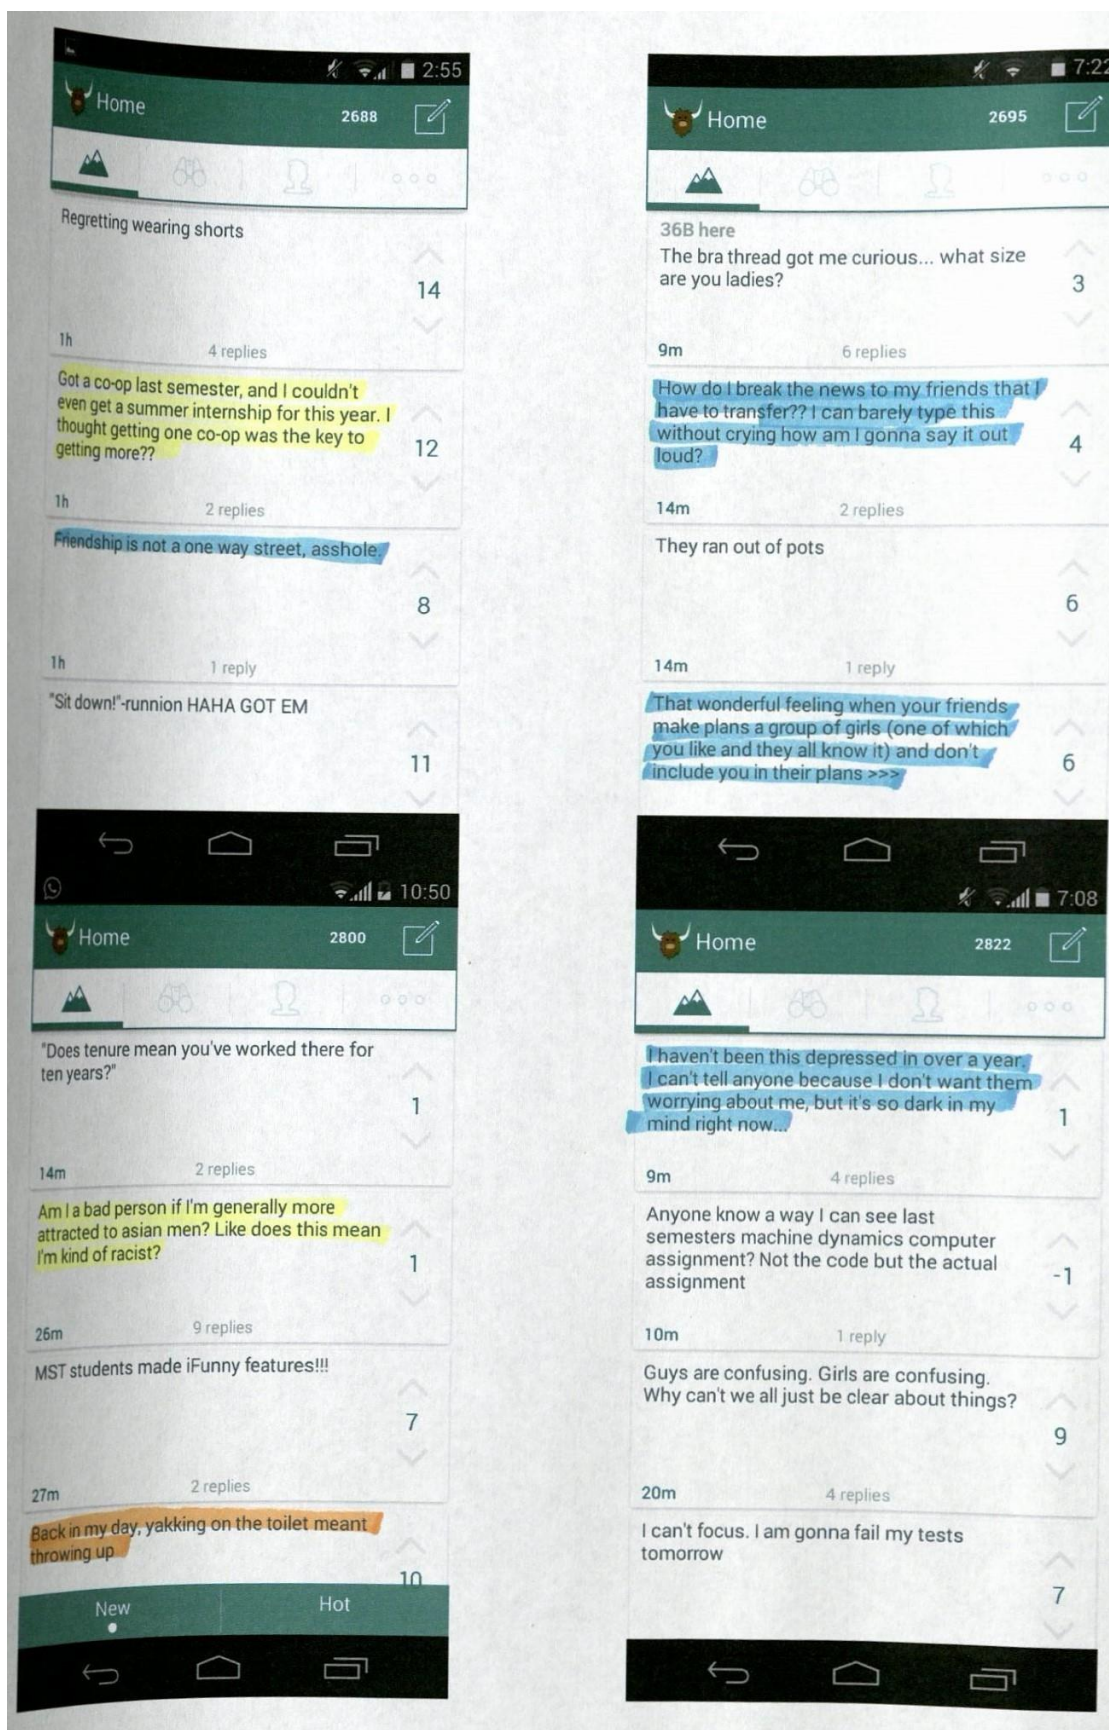 2:55
Home
2688
Regretting wearing shorts
14
1h
4 replies
Got a co-op last semester, and I couldn't
even get a summer internship for this year. I
thought getting one co-op was the key to
getting more??
12
1h
2 replies
Friendship is not a one way street, asshole.
8
1h
1 reply
"Sit down!"-runnion HAHA GOT EM
11
7:22
Home
2695
36B here
The bra thread got me curious... what size
are you ladies?
3
9m
6 replies
How do I break the news to my friends that I
have to transfer?? I can barely type this
without crying how am I gonna say it out
loud?
4
14m
2 replies
They ran out of pots
6
14m
1 reply
That wonderful feeling when your friends
make plans a group of girls (one of which
you like and they all know it) and don't
include you in their plans >>>
6
10:50
Home
2800
"Does tenure mean you've worked there for
ten years?"
1
14m
2 replies
Am I a bad person if I'm generally more
attracted to asian men? Like does this mean
I'm kind of racist?
1
26m
9 replies
MST students made iFunny features!!!
7
27m
2 replies
Back in my day, yakking on the toilet meant
throwing up
10
New
Hot
7:08
Home
2822
I haven't been this depressed in over a year.
I can't tell anyone because I don't want them
worrying about me, but it's so dark in my
mind right now...
1
9m
4 replies
Anyone know a way I can see last
semesters machine dynamics computer
assignment? Not the code but the actual
assignment
-1
10m
1 reply
Guys are confusing. Girls are confusing.
Why can't we all just be clear about things?
9
20m
4 replies
I can't focus. I am gonna fail my tests
tomorrow
7